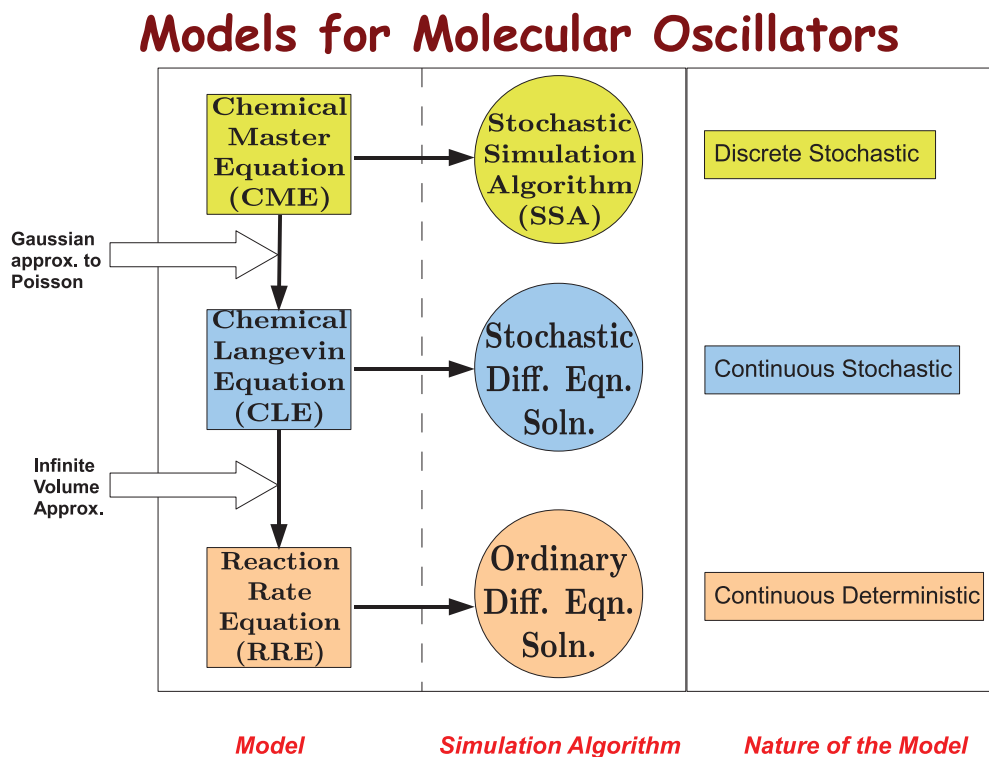 Models for Molecular Oscillators
Chemical
Master
Equation
(CME)
Stochastic
Simulation
Algorithm
(SSA)
Discrete Stochastic
Gaussian
approx. to
Poisson
Chemical
Langevin
Equation
(CLE)
Stochastic
Diff. Eqn.
Soln.
Continuous Stochastic
Infinite
Volume
Approx.
Reaction
Rate
Equation
(RRE)
Ordinary
Diff. Eqn.
Soln.
Continuous Deterministic
Model
Simulation Algorithm
Nature of the Model